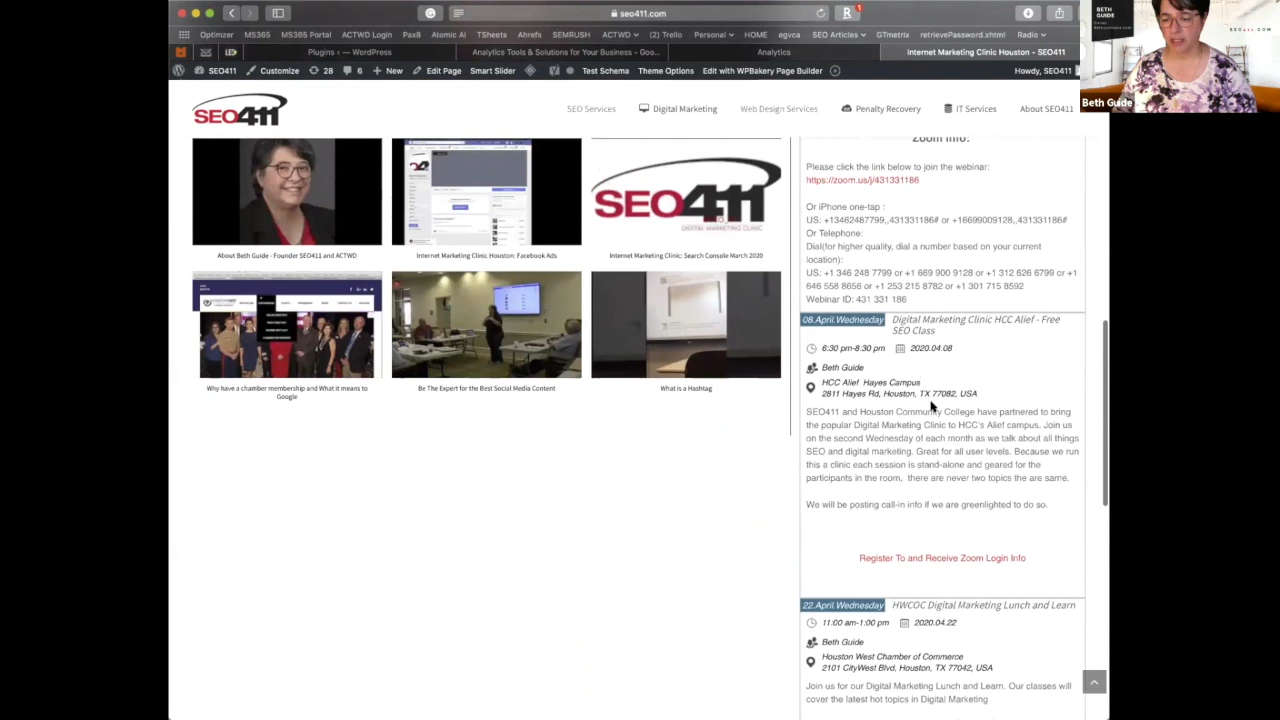 seo411.com
Optimzer MS365 MS365 Portal ACTWD Login Pax8 Atomic AI TSheets Ahrefs SEMRUSH ACTWD (2) Trello Personal HOME egvca SEO Articles GTmetrix retrievePassword.xhtml Radio
Plugins ‹ — WordPress Analytics Tools & Solutions for Your Business - Goo... Analytics Internet Marketing Clinic Houston - SEO411
SEO411 Customize 28 6 New Edit Page Smart Slider Test Schema Theme Options Edit with WPBakery Page Builder Howdy, SEO411
BETH
GUIDE
SEO411.COM
Beth Guide
SEO411
SEO Services Digital Marketing Web Design Services Penalty Recovery IT Services About SEO411
SEO411
DIGITAL MARKETING CLINIC
About Beth Guide - Founder SEO411 and ACTWD
Internet Marketing Clinic Houston: Facebook Ads
Internet Marketing Clinic: Search Console March 2020
Why have a chamber membership and What it means to
Google
Be The Expert for the Best Social Media Content
What is a Hashtag
Zoom Info:
Please click the link below to join the webinar:
https://zoom.us/j/431331186
Or iPhone one-tap :
US: +13462487799,,431331186# or +16699009128,,431331186#
Or Telephone:
Dial(for higher quality, dial a number based on your current
location):
US: +1 346 248 7799 or +1 669 900 9128 or +1 312 626 6799 or +1
646 558 8656 or +1 253 215 8782 or +1 301 715 8592
Webinar ID: 431 331 186
08.April.Wednesday Digital Marketing Clinic HCC Alief - Free
SEO Class
6:30 pm-8:30 pm 2020.04.08
Beth Guide
HCC Alief Hayes Campus
2811 Hayes Rd, Houston, TX 77082, USA
SEO411 and Houston Community College have partnered to bring
the popular Digital Marketing Clinic to HCC's Alief campus. Join us
on the second Wednesday of each month as we talk about all things
SEO and digital marketing. Great for all user levels. Because we run
this a clinic each session is stand-alone and geared for the
participants in the room, there are never two topics the are same.
We will be posting call-in info if we are greenlighted to do so.
Register To and Receive Zoom Login Info
22.April.Wednesday HWCOC Digital Marketing Lunch and Learn
11:00 am-1:00 pm 2020.04.22
Beth Guide
Houston West Chamber of Commerce
2101 CityWest Blvd, Houston, TX 77042, USA
Join us for our Digital Marketing Lunch and Learn. Our classes will
cover the latest hot topics in Digital Marketing